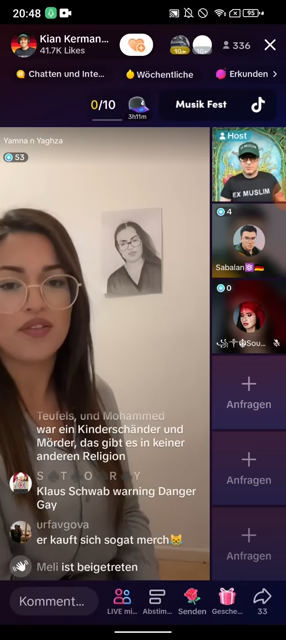 20:48
95
Kian Kerman...
41.7K Likes
10+
336
Chatten und Inte...
Wöchentliche
Erkunden >
0/10
3h11m
Musik Fest
Yamna n Yaghza
53
Host
EX MUSLIM
4
Sabalan
0
Sou...
Anfragen
Anfragen
Anfragen
Teufels, und Mohammed
war ein Kinderschänder und
Mörder, das gibt es in keiner
anderen Religion
S T O R Y
Klaus Schwab warning Danger
Gay
urfavgova
er kauft sich sogat merch😹
Meli ist beigetreten
Komment...
LIVE mi...
Abstim...
Senden
Gesche...
33